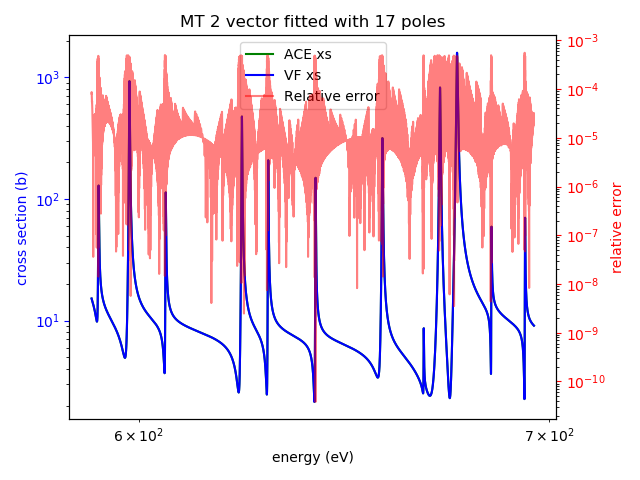 MT 2 vector fitted with 17 poles
ACE xs
VF xs
Relative error
cross section (b)
10³
10²
10¹
relative error
10⁻³
10⁻⁴
10⁻⁵
10⁻⁶
10⁻⁷
10⁻⁸
10⁻⁹
10⁻¹⁰
6 × 10²
7 × 10²
energy (eV)